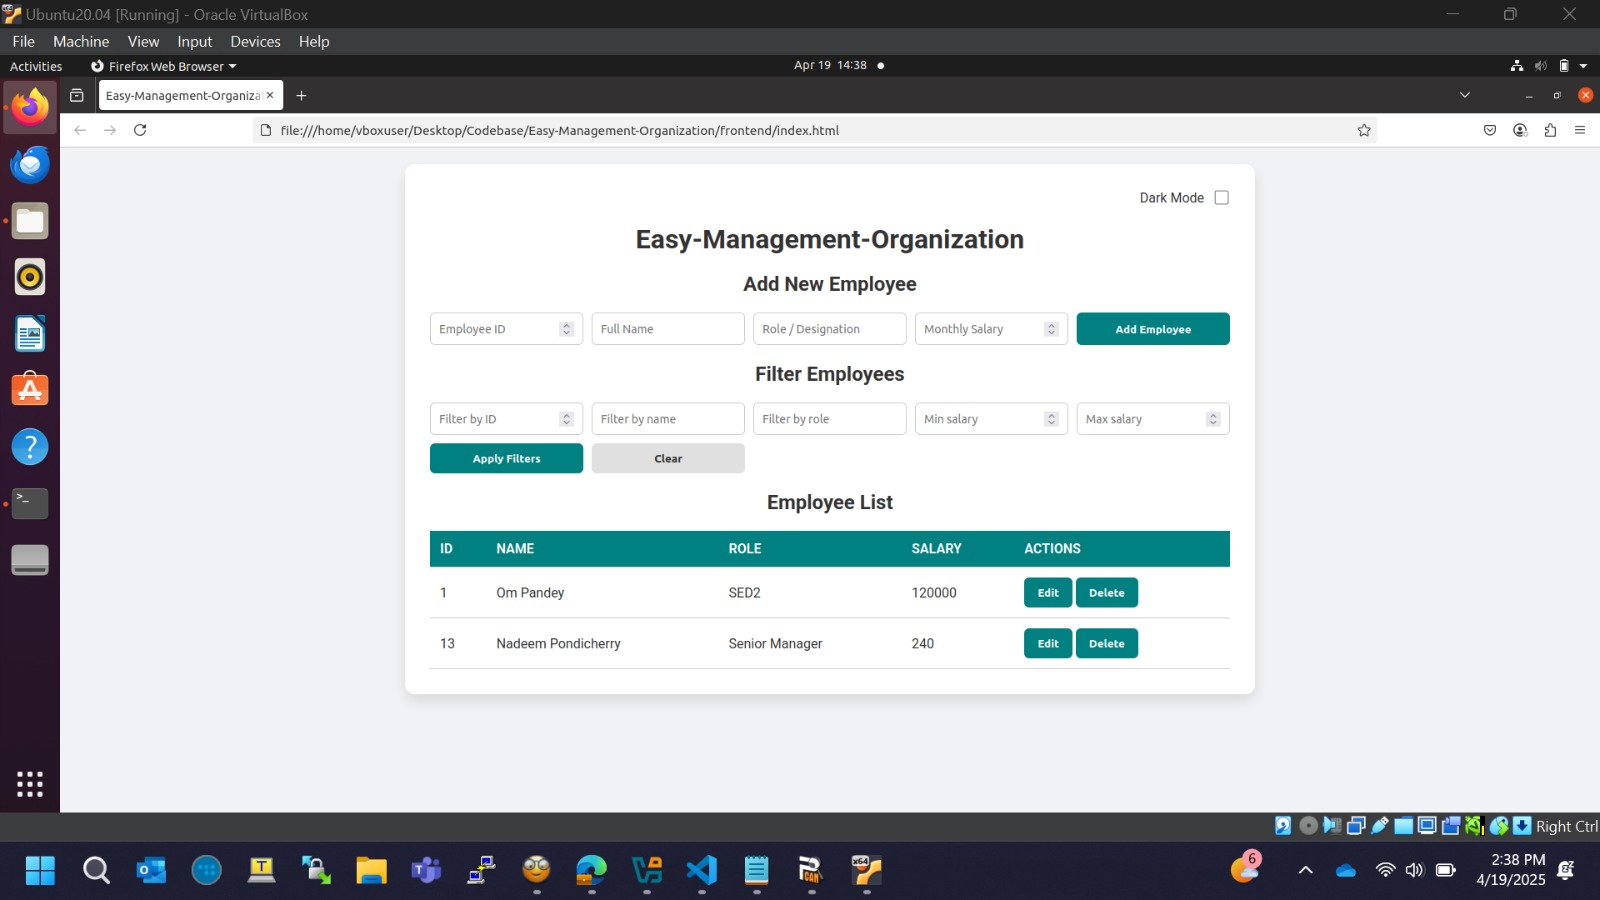 Ubuntu20.04 [Running] - Oracle VirtualBox
File Machine View Input Devices Help
Activities Firefox Web Browser Apr 19 14:38
Easy-Management-Organiza
file:///home/vboxuser/Desktop/Codebase/Easy-Management-Organization/frontend/index.html
Dark Mode
Easy-Management-Organization
Add New Employee
Employee ID Full Name Role / Designation Monthly Salary Add Employee
Filter Employees
Filter by ID Filter by name Filter by role Min salary Max salary
Apply Filters Clear
Employee List
ID NAME ROLE SALARY ACTIONS
1 Om Pandey SED2 120000 Edit Delete
13 Nadeem Pondicherry Senior Manager 240 Edit Delete
Right Ctrl
6
2:38 PM
4/19/2025